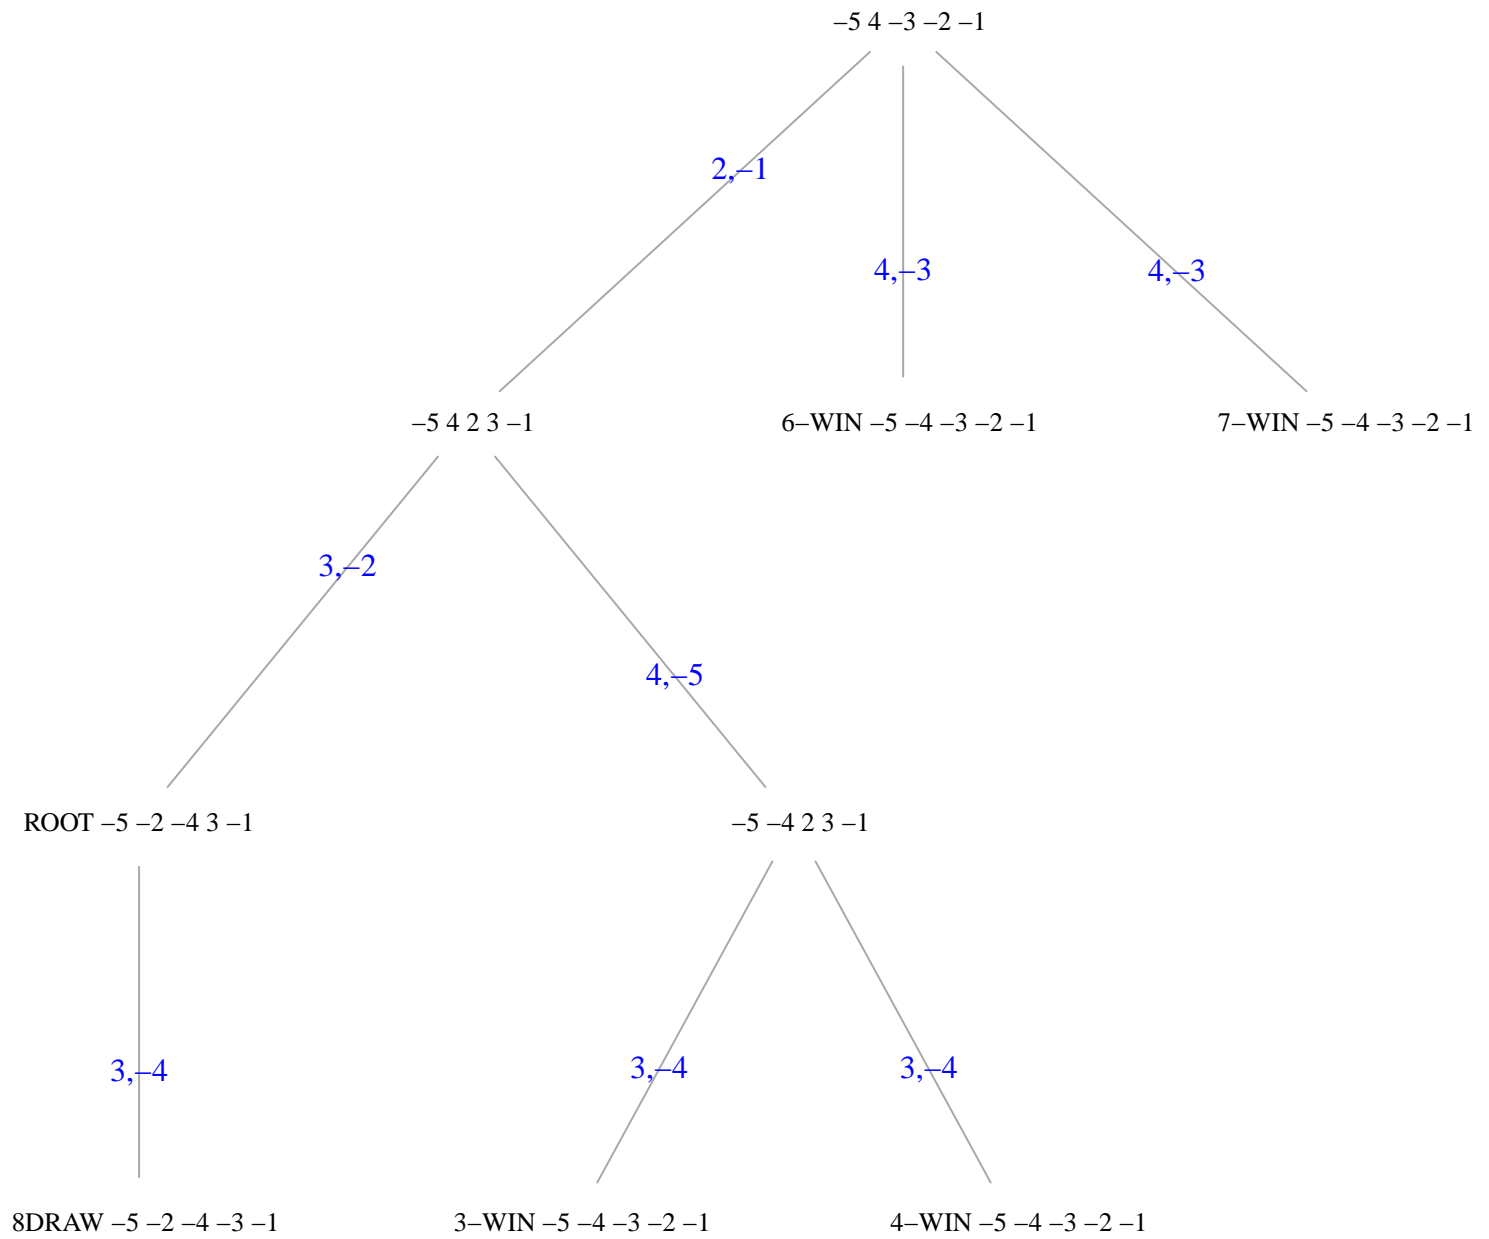 –5 4 –3 –2 –1
2,–1
4,–3
4,–3
–5 4 2 3 –1
6–WIN –5 –4 –3 –2 –1
7–WIN –5 –4 –3 –2 –1
3,–2
4,–5
ROOT –5 –2 –4 3 –1
–5 –4 2 3 –1
3,–4
3,–4
3,–4
8DRAW –5 –2 –4 –3 –1
3–WIN –5 –4 –3 –2 –1
4–WIN –5 –4 –3 –2 –1